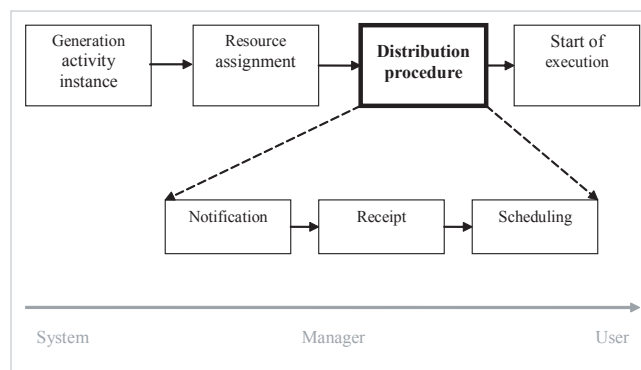 Generation
activity
instance
Resource
assignment
Distribution
procedure
Start of
execution
Notification
Receipt
Scheduling
System
Manager
User